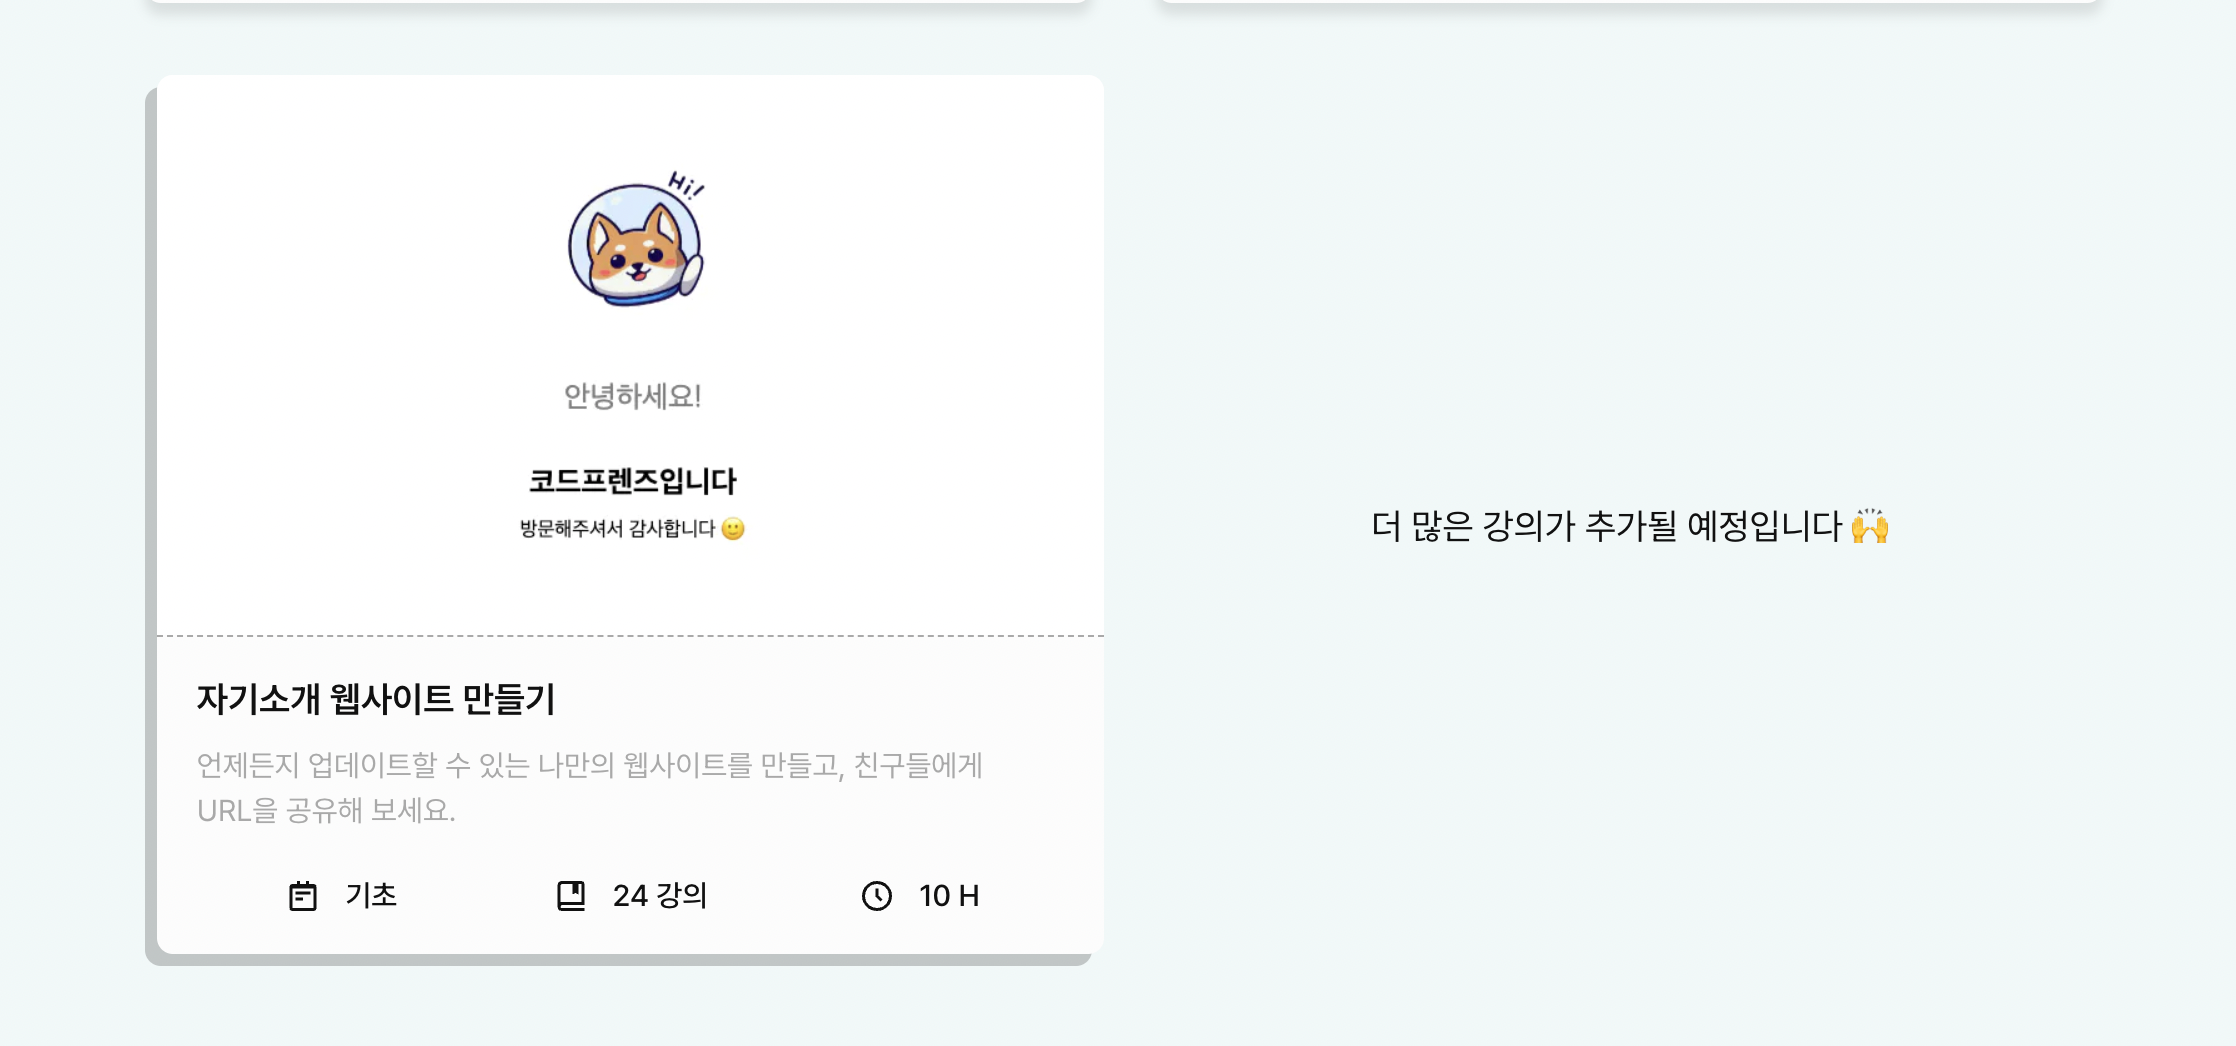 Hi!
안녕하세요!
코드프렌즈입니다
방문해주셔서 감사합니다 🙂
자기소개 웹사이트 만들기
언제든지 업데이트할 수 있는 나만의 웹사이트를 만들고, 친구들에게
URL을 공유해 보세요.
기초 24 강의 10 H
더 많은 강의가 추가될 예정입니다 🙌